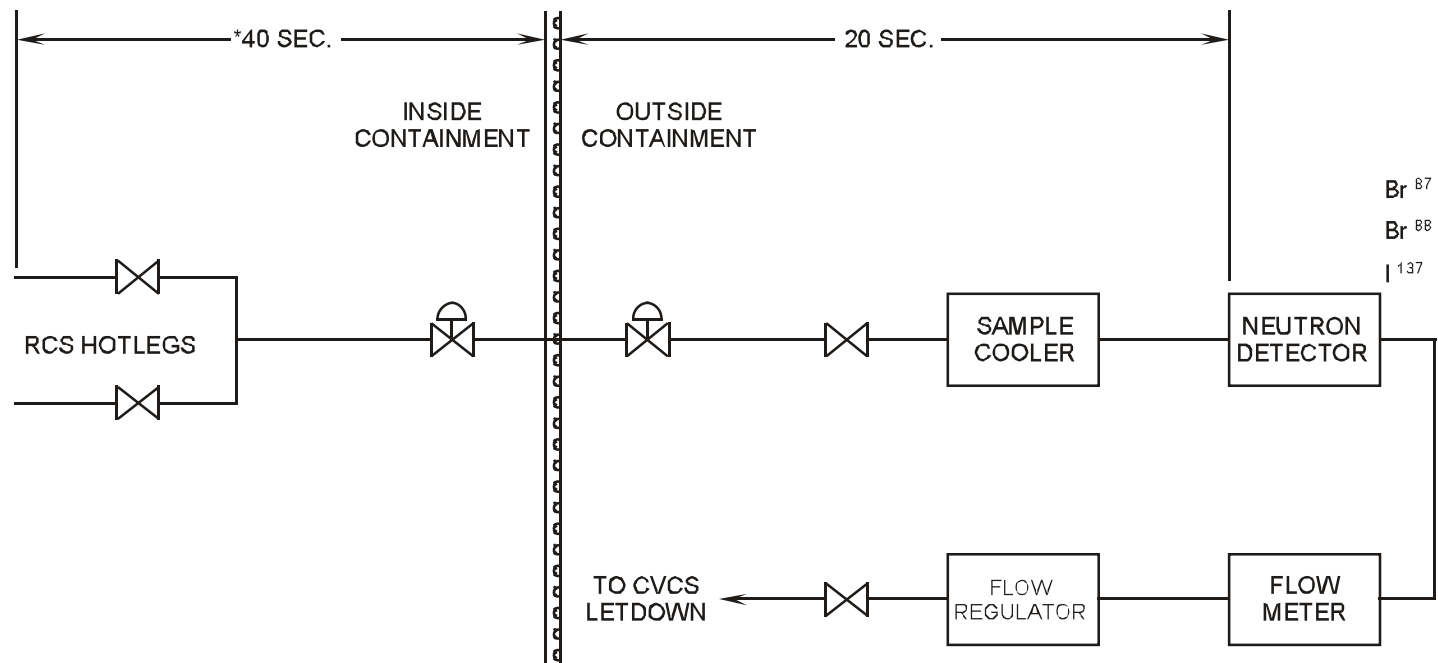 *40 SEC.
20 SEC.
INSIDE
CONTAINMENT
OUTSIDE
CONTAINMENT
Br 87
Br 88
I 137
RCS HOTLEGS
SAMPLE
COOLER
NEUTRON
DETECTOR
TO CVCS
LETDOWN
FLOW
REGULATOR
FLOW
METER